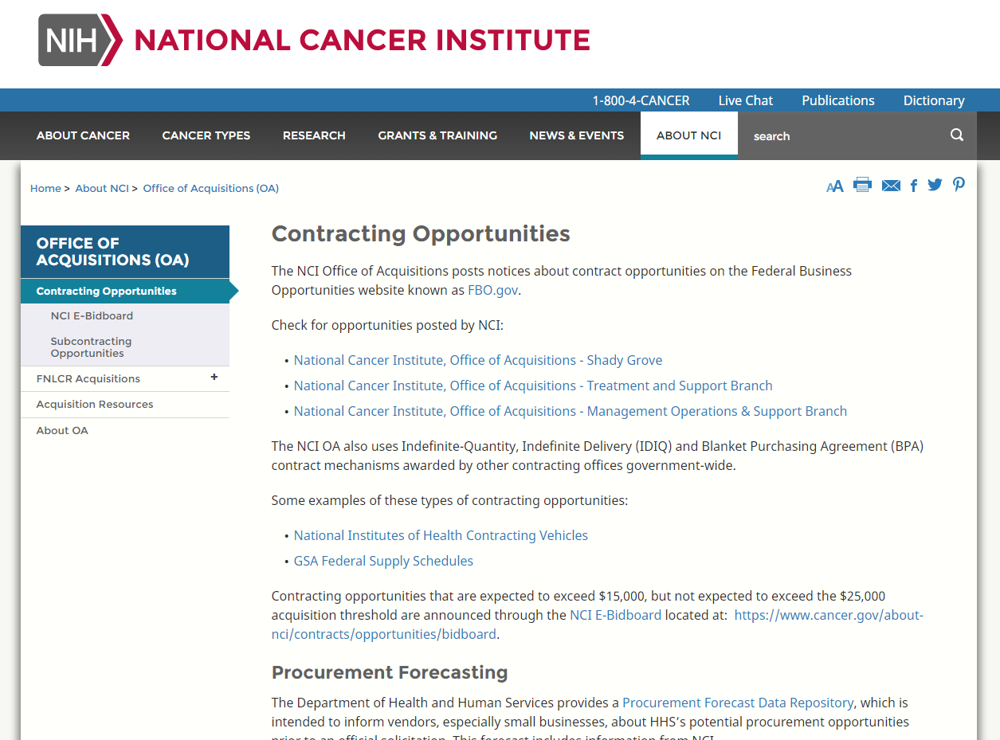 NIH NATIONAL CANCER INSTITUTE
1-800-4-CANCER Live Chat Publications Dictionary
ABOUT CANCER CANCER TYPES RESEARCH GRANTS & TRAINING NEWS & EVENTS ABOUT NCI search
Home > About NCI > Office of Acquisitions (OA)
OFFICE OF
ACQUISITIONS (OA)
Contracting Opportunities
NCI E-Bidboard
Subcontracting
Opportunities
FNLCR Acquisitions +
Acquisition Resources
About OA
Contracting Opportunities
The NCI Office of Acquisitions posts notices about contract opportunities on the Federal Business
Opportunities website known as FBO.gov.
Check for opportunities posted by NCI:
• National Cancer Institute, Office of Acquisitions - Shady Grove
• National Cancer Institute, Office of Acquisitions - Treatment and Support Branch
• National Cancer Institute, Office of Acquisitions - Management Operations & Support Branch
The NCI OA also uses Indefinite-Quantity, Indefinite Delivery (IDIQ) and Blanket Purchasing Agreement (BPA)
contract mechanisms awarded by other contracting offices government-wide.
Some examples of these types of contracting opportunities:
• National Institutes of Health Contracting Vehicles
• GSA Federal Supply Schedules
Contracting opportunities that are expected to exceed $15,000, but not expected to exceed the $25,000
acquisition threshold are announced through the NCI E-Bidboard located at: https://www.cancer.gov/about-
nci/contracts/opportunities/bidboard.
Procurement Forecasting
The Department of Health and Human Services provides a Procurement Forecast Data Repository, which is
intended to inform vendors, especially small businesses, about HHS's potential procurement opportunities
prior to an official solicitation. This forecast includes information from NCI.